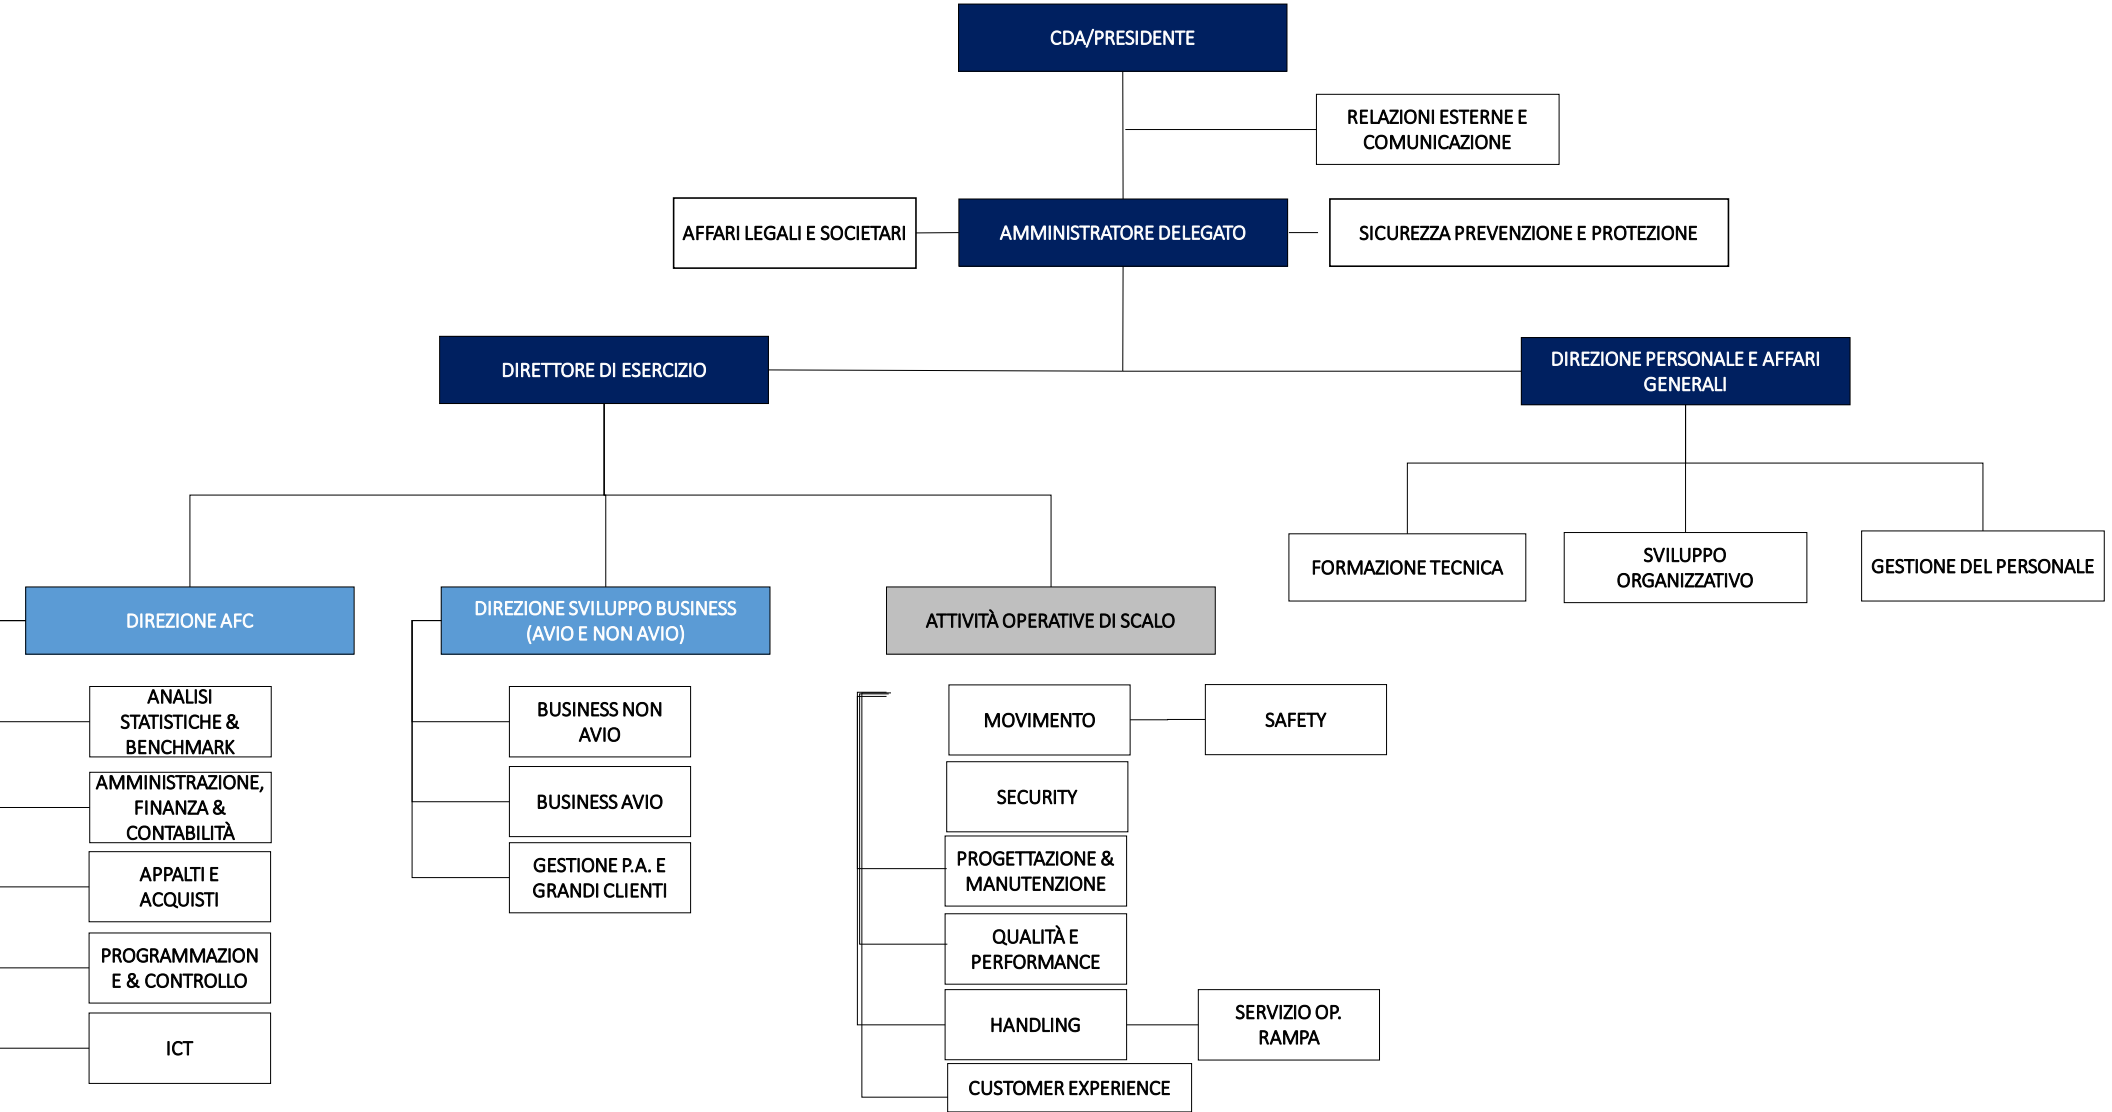 CDA/PRESIDENTE
RELAZIONI ESTERNE E
COMUNICAZIONE
AFFARI LEGALI E SOCIETARI
AMMINISTRATORE DELEGATO
SICUREZZA PREVENZIONE E PROTEZIONE
DIRETTORE DI ESERCIZIO
DIREZIONE PERSONALE E AFFARI
GENERALI
FORMAZIONE TECNICA
SVILUPPO
ORGANIZZATIVO
GESTIONE DEL PERSONALE
DIREZIONE AFC
DIREZIONE SVILUPPO BUSINESS
(AVIO E NON AVIO)
ATTIVITÀ OPERATIVE DI SCALO
ANALISI
STATISTICHE &
BENCHMARK
AMMINISTRAZIONE,
FINANZA &
CONTABILITÀ
APPALTI E
ACQUISTI
PROGRAMMAZION
E & CONTROLLO
ICT
BUSINESS NON
AVIO
BUSINESS AVIO
GESTIONE P.A. E
GRANDI CLIENTI
MOVIMENTO
SAFETY
SECURITY
PROGETTAZIONE &
MANUTENZIONE
QUALITÀ E
PERFORMANCE
HANDLING
SERVIZIO OP.
RAMPA
CUSTOMER EXPERIENCE